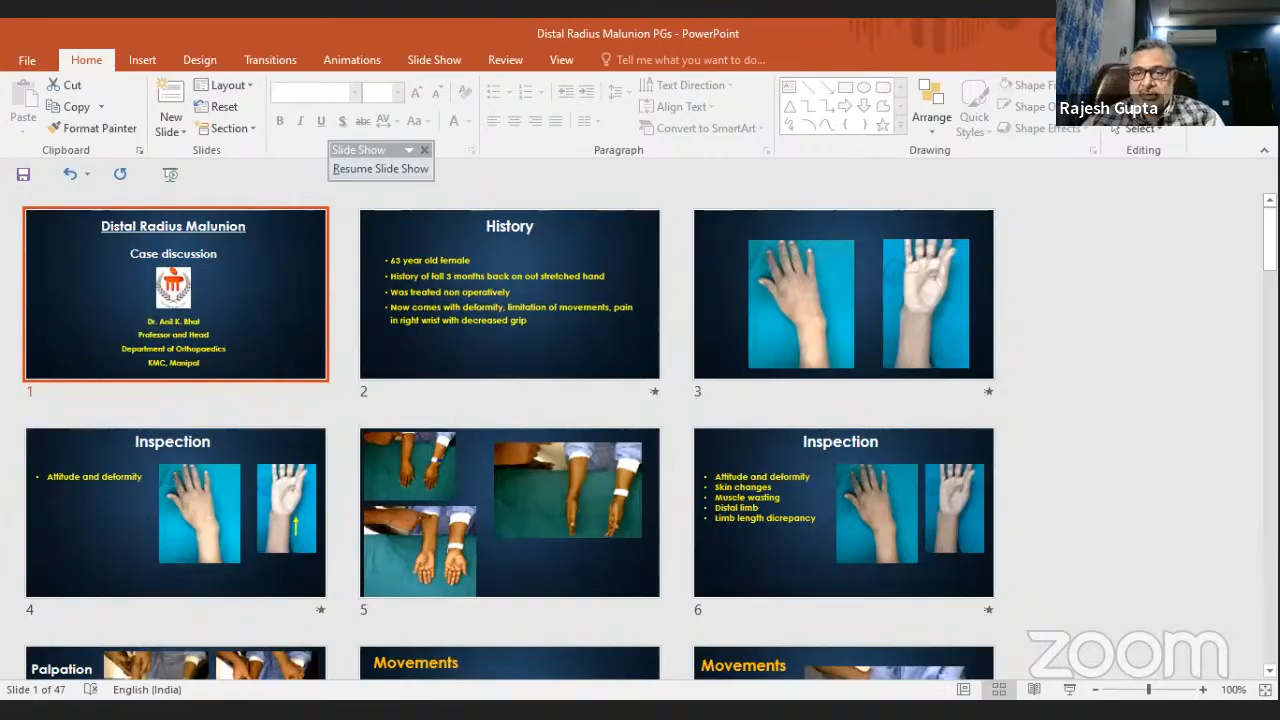 Distal Radius Malunion PGs - PowerPoint
File
Home
Insert
Design
Transitions
Animations
Slide Show
Review
View
Tell me what you want to do...
Rajesh Gupta
Paste
Cut
Copy
Format Painter
Clipboard
New
Slide
Layout
Reset
Section
Slides
B I U S abc AV Aa A
Text Direction
Align Text
Convert to SmartArt
Paragraph
Arrange
Quick
Styles
Shape
Shape
Shape Effects
Drawing
Select
Editing
Slide Show
Resume Slide Show
Distal Radius Malunion
Case discussion
Dr. Anil K. Bhat
Professor and Head
Department of Orthopaedics
KMC, Manipal
1
History
• 63 year old female
• History of fall 3 months back on out stretched hand
• Was treated non operatively
• Now comes with deformity, limitation of movements, pain
in right wrist with decreased grip
2
3
Inspection
• Attitude and deformity
4
5
Inspection
• Attitude and deformity
• Skin changes
• Muscle wasting
• Distal limb
• Limb length dicrepancy
6
Palpation
Movements
Movements
zoom
Slide 1 of 47
English (India)
100%